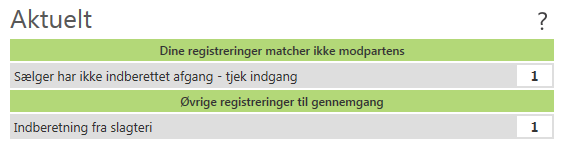 Aktuelt ?
Dine registreringer matcher ikke modpartens
Sælger har ikke indberettet afgang - tjek indgang 1
Øvrige registreringer til gennemgang
Indberetning fra slagteri 1